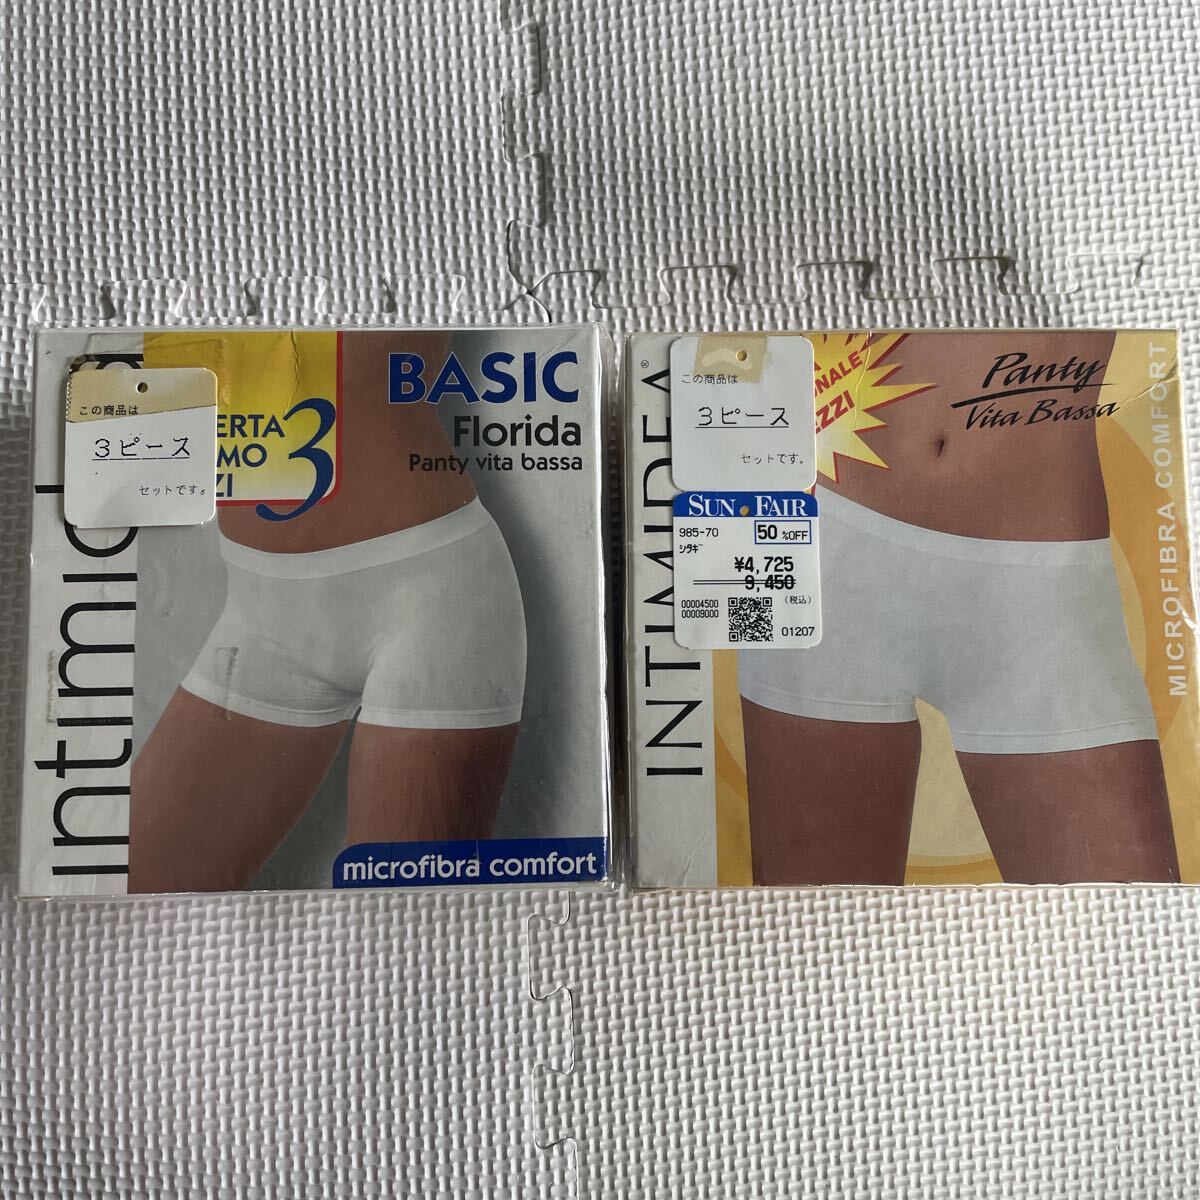 この商品は
3ピース
セットです。
ERTA
MO
ZI
3
BASIC
Florida
Panty vita bassa
microfibra comfort
INTIMIDEA
®
この商品は
3ピース
セットです。
SUN FAIR
985-70
50 %OFF
シタギ
¥4,725
9,450
(税込)
00004500
00009000
01207
NALE
ZZI
Panty
Vita Bassa
MICROFIBRA COMFORT